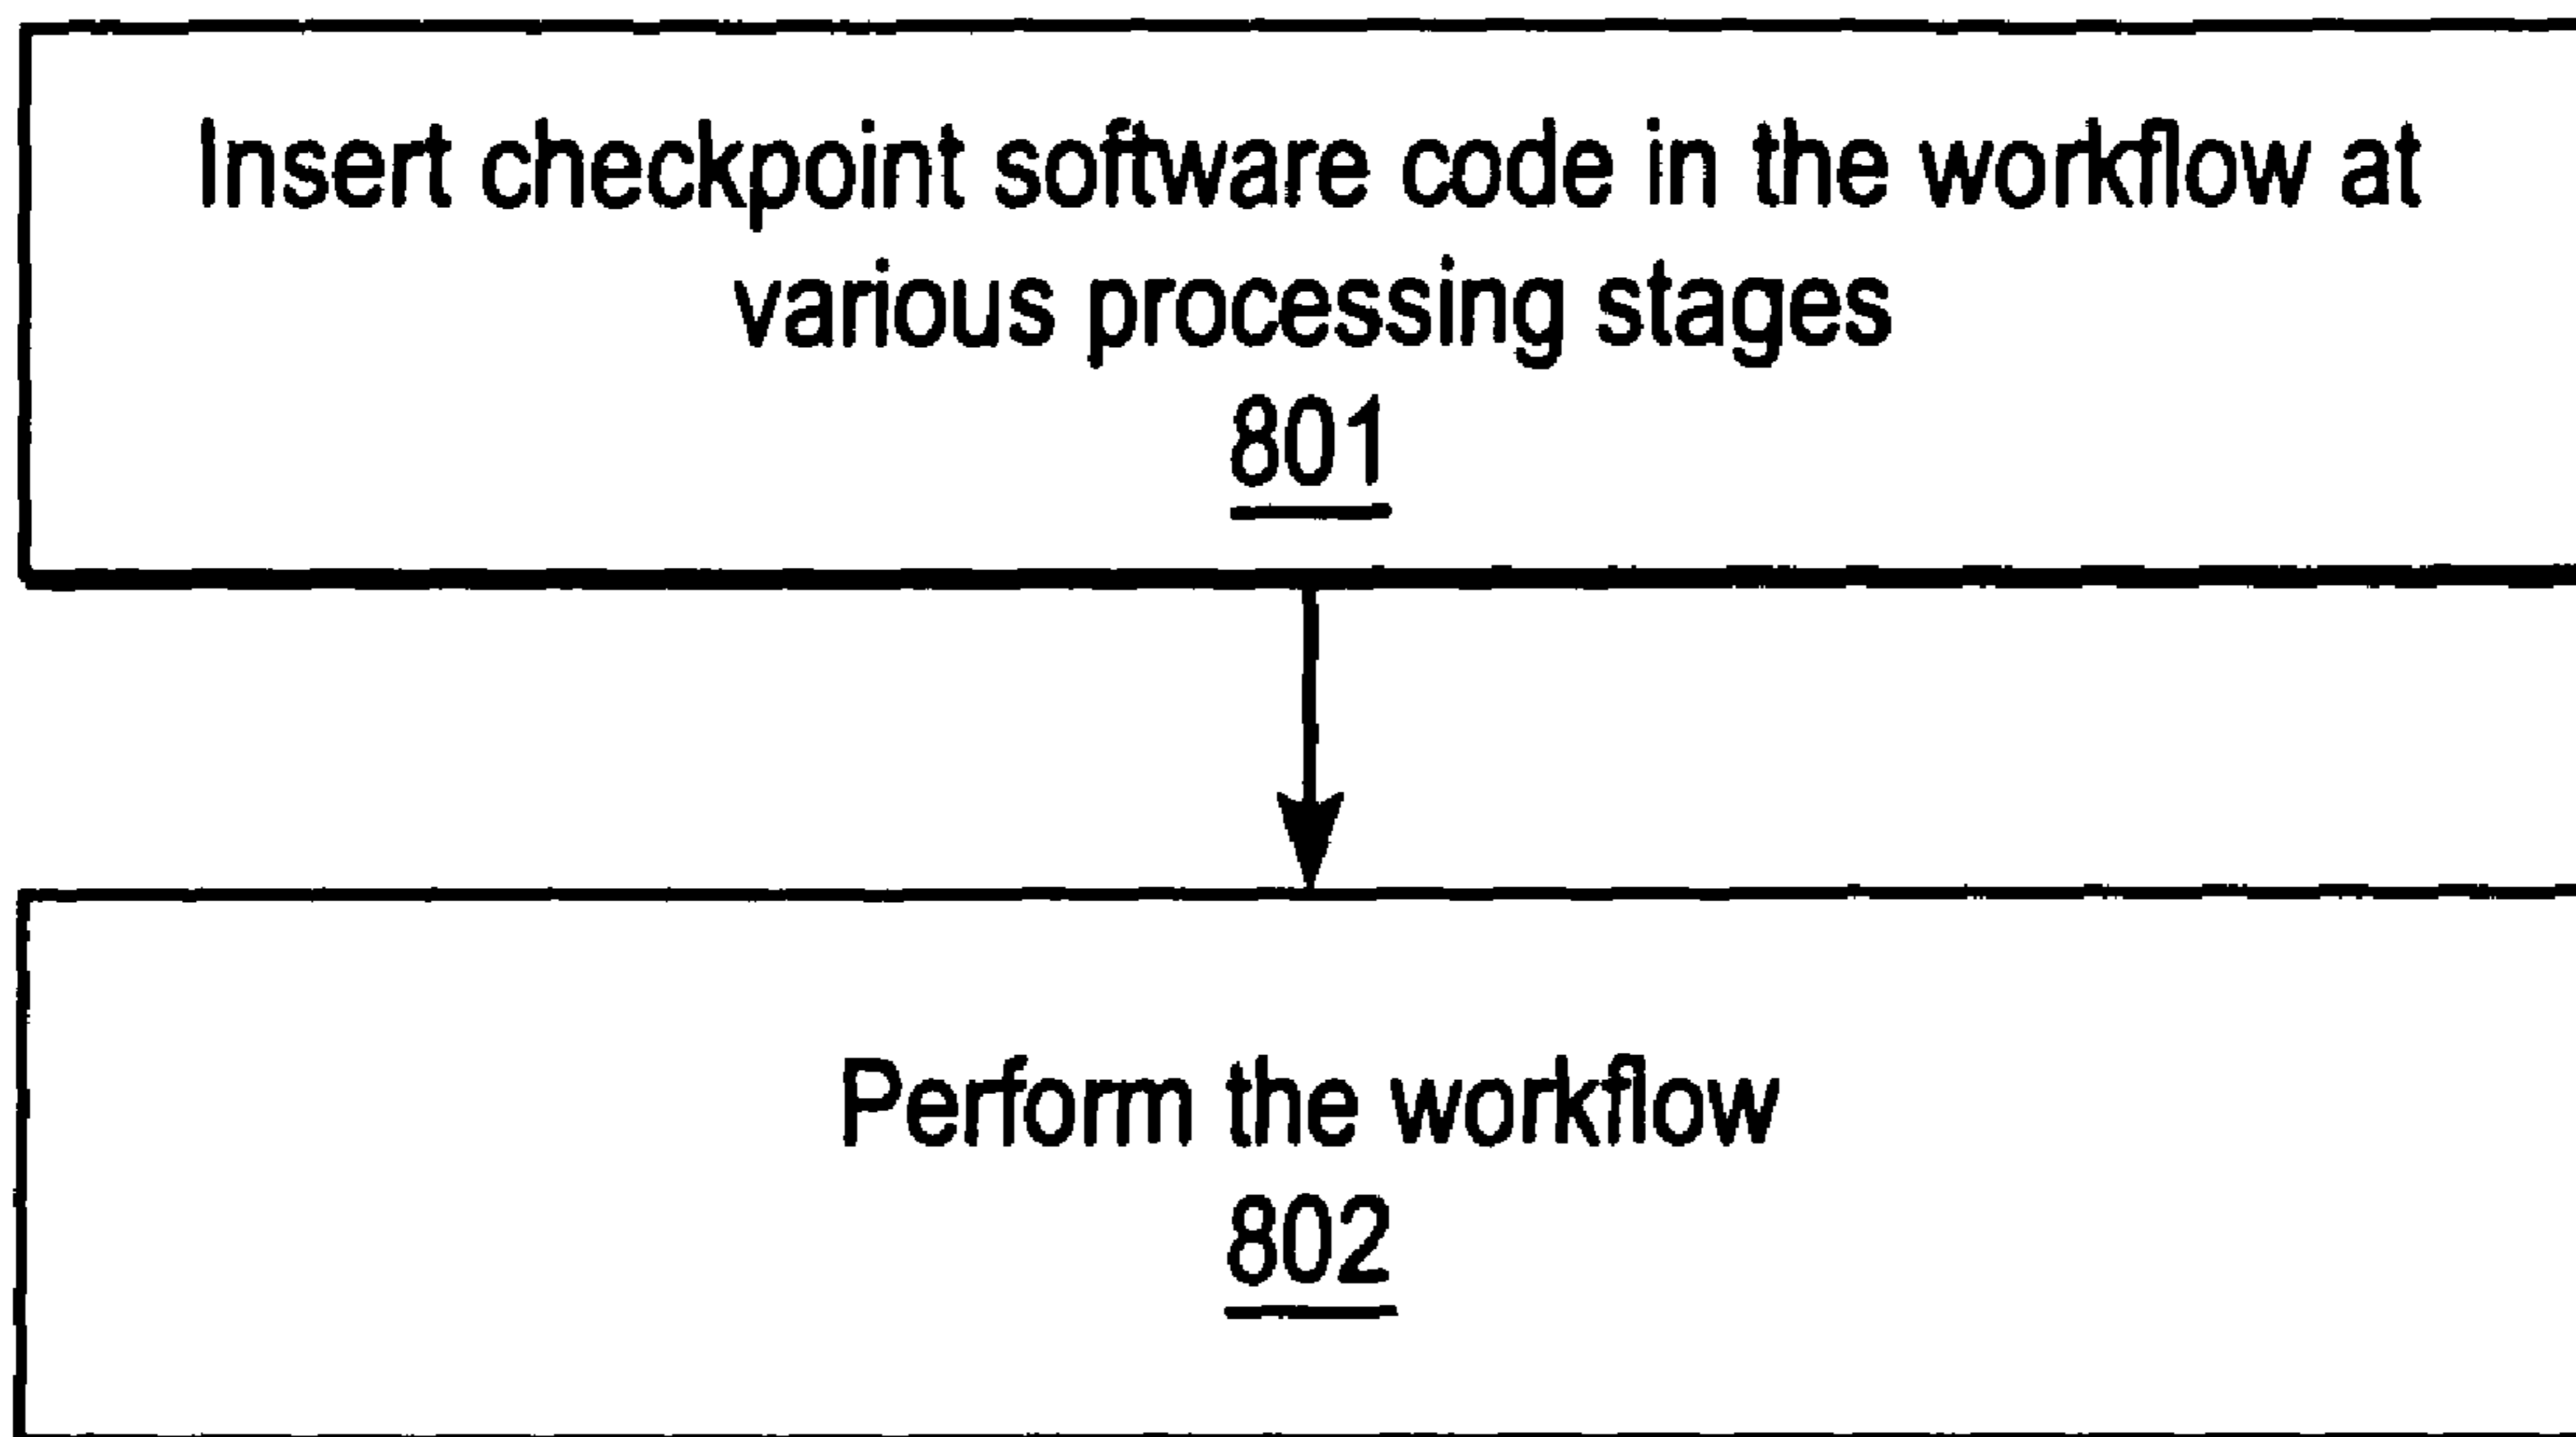 Insert checkpoint software code in the workflow at
various processing stages
801
Perform the workflow
802